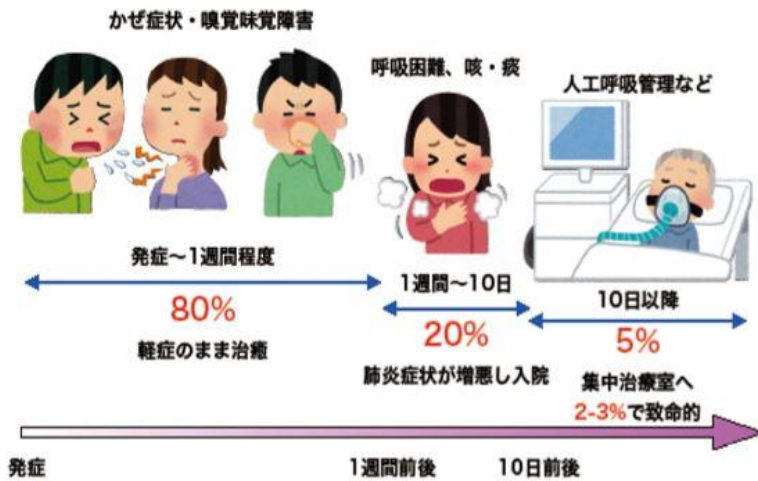 かぜ症状・嗅覚味覚障害
呼吸困難、咳・痰
人工呼吸管理など
発症〜1週間程度
80%
軽症のまま治癒
1週間〜10日
20%
肺炎症状が増悪し入院
10日以降
5%
集中治療室へ
2-3%で致命的
発症
1週間前後
10日前後